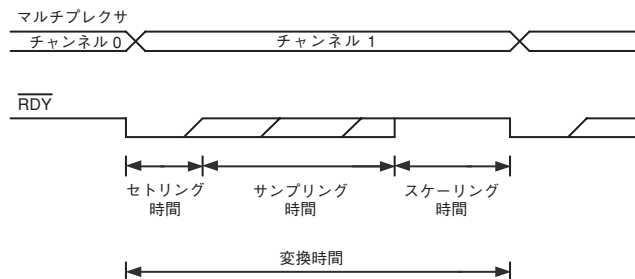 マルチプレクサ
チャンネル 0
チャンネル 1
RDY
セトリング
時間
サンプリング
時間
スケーリング
時間
変換時間